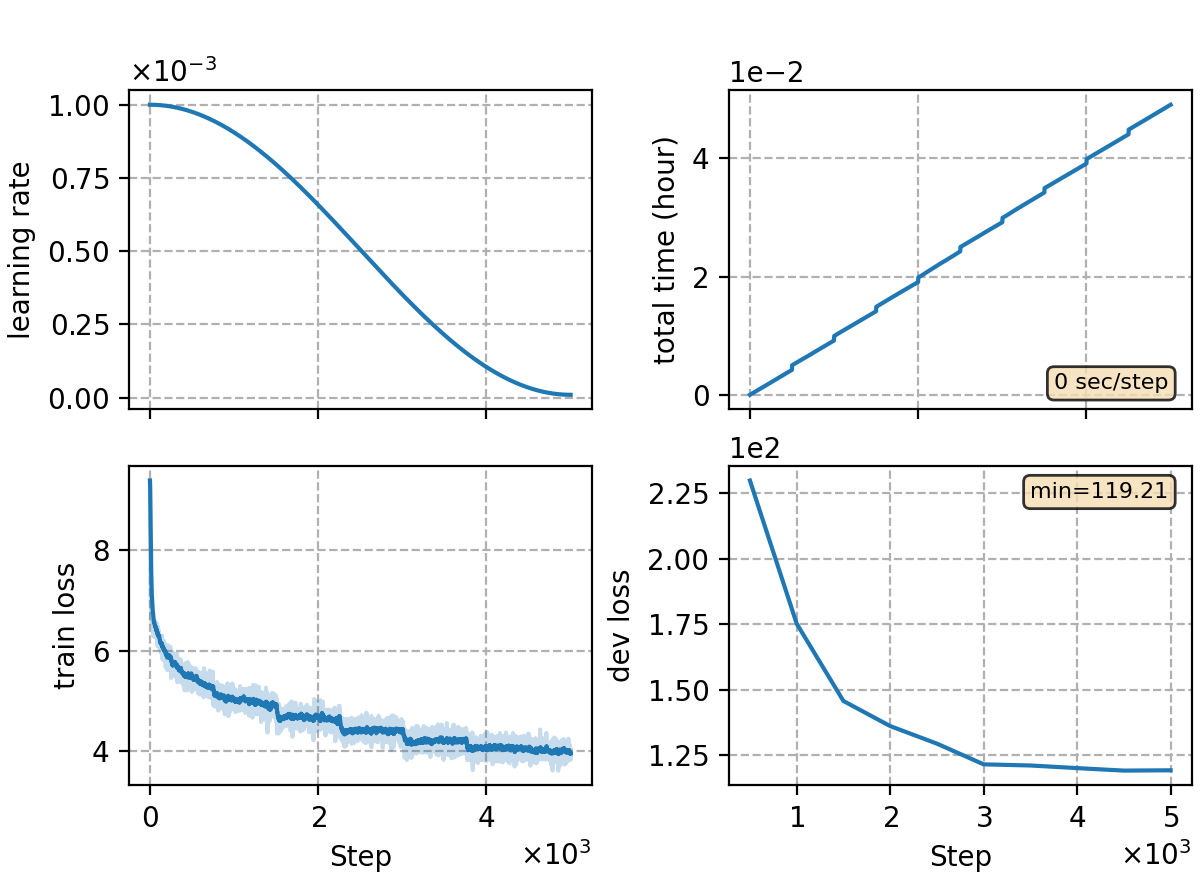 ×10⁻³
1.00
0.75
0.50
0.25
0.00
learning rate
1e−2
4
2
0
total time (hour)
0 sec/step
8
6
4
train loss
0
2
4
Step
×10³
1e2
2.25
2.00
1.75
1.50
1.25
dev loss
min=119.21
1
2
3
4
5
Step
×10³